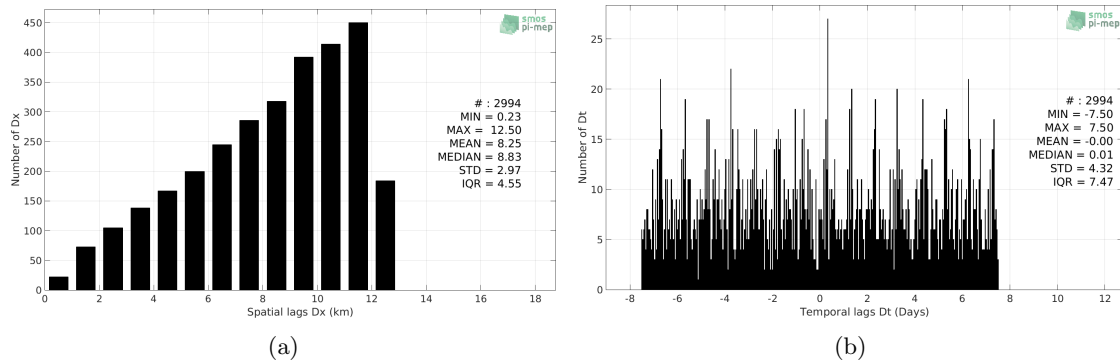 450
400
350
300
250
200
150
100
50
0
Number of Dx
0 2 4 6 8 10 12 14 16 18
Spatial lags Dx (km)
smos
pi-mep
# : 2994
MIN = 0.23
MAX = 12.50
MEAN = 8.25
MEDIAN = 8.83
STD = 2.97
IQR = 4.55
(a)
25
20
15
10
5
0
Number of Dt
-8 -6 -4 -2 0 2 4 6 8 10 12
Temporal lags Dt (Days)
smos
pi-mep
# : 2994
MIN = -7.50
MAX = 7.50
MEAN = -0.00
MEDIAN = 0.01
STD = 4.32
IQR = 7.47
(b)